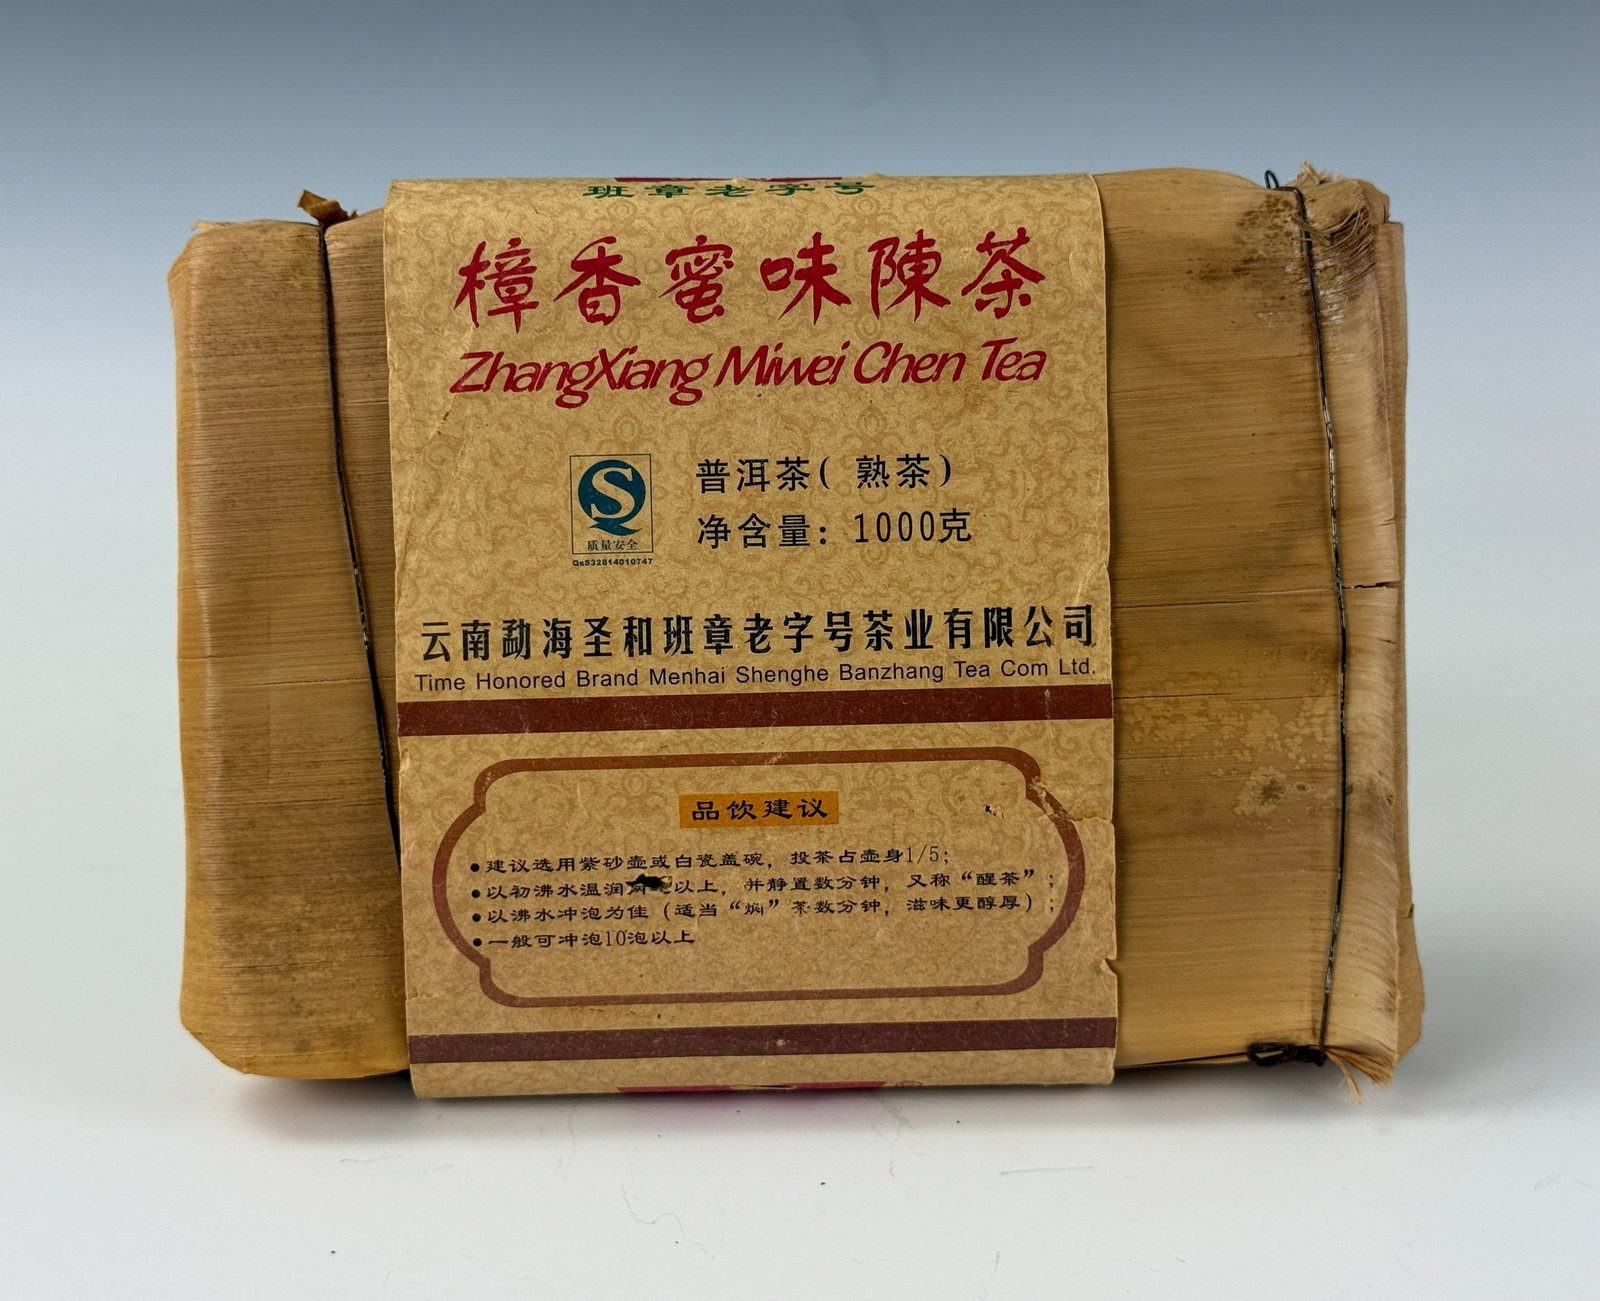 班章老字号
樟香蜜味陳茶
ZhangXiang Miwei Chen Tea
质量安全
QS532814010747
普洱茶( 熟茶)
净含量: 1000克
云南勐海圣和班章老字号茶业有限公司
Time Honored Brand Menhai Shenghe Banzhang Tea Com Ltd.
品饮建议
●建议选用紫砂壶或白瓷盖碗，投茶占壶身1/5;
●以初沸水温润 以上，并静置数分钟，又称“醒茶”;
●以沸水冲泡为佳（适当“焖”茶数分钟，滋味更醇厚）;
●一般可冲泡10泡以上